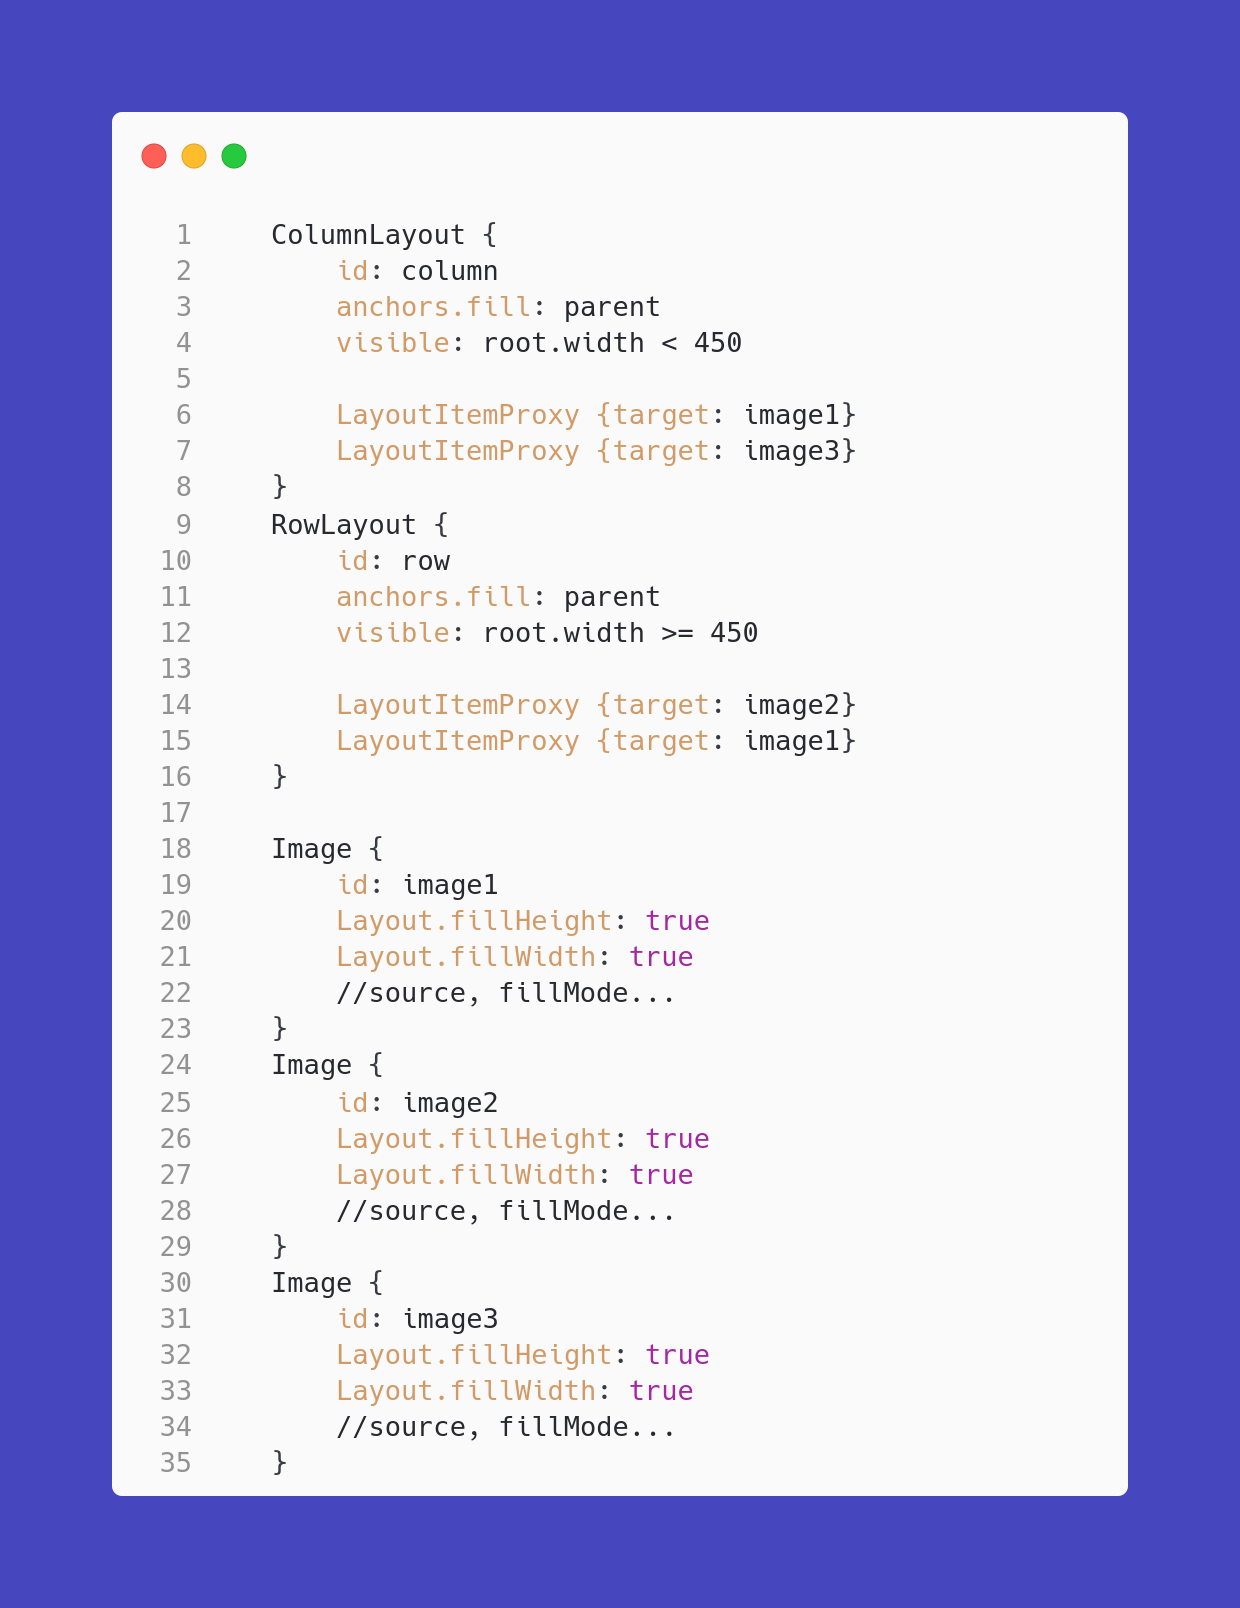 1 ColumnLayout {
2 id: column
3 anchors.fill: parent
4 visible: root.width < 450
5
6 LayoutItemProxy {target: image1}
7 LayoutItemProxy {target: image3}
8 }
9 RowLayout {
10 id: row
11 anchors.fill: parent
12 visible: root.width >= 450
13
14 LayoutItemProxy {target: image2}
15 LayoutItemProxy {target: image1}
16 }
17
18 Image {
19 id: image1
20 Layout.fillHeight: true
21 Layout.fillWidth: true
22 //source, fillMode...
23 }
24 Image {
25 id: image2
26 Layout.fillHeight: true
27 Layout.fillWidth: true
28 //source, fillMode...
29 }
30 Image {
31 id: image3
32 Layout.fillHeight: true
33 Layout.fillWidth: true
34 //source, fillMode...
35 }